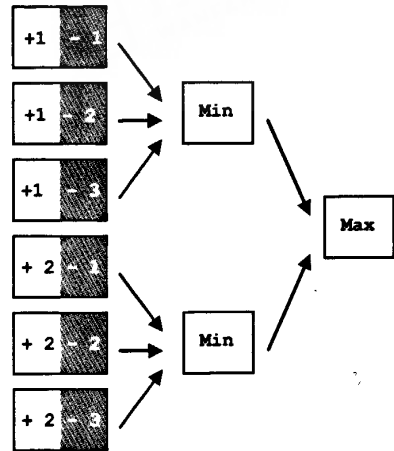 +1 - 1
+1 - 2
Min
+1 - 3
Max
+ 2 - 1
+ 2 - 2
Min
+ 2 - 3